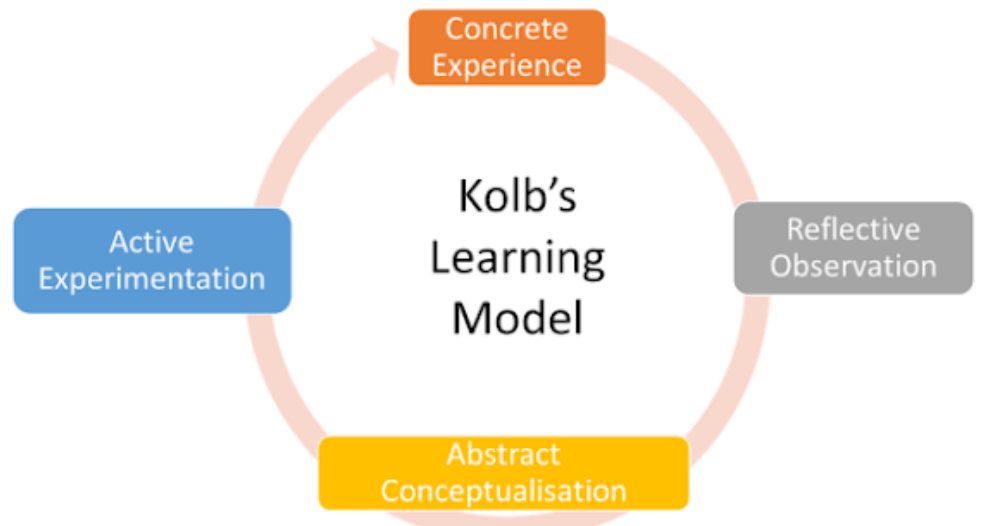 Concrete
Experience
Kolb’s
Learning
Model
Reflective
Observation
Active
Experimentation
Abstract
Conceptualisation